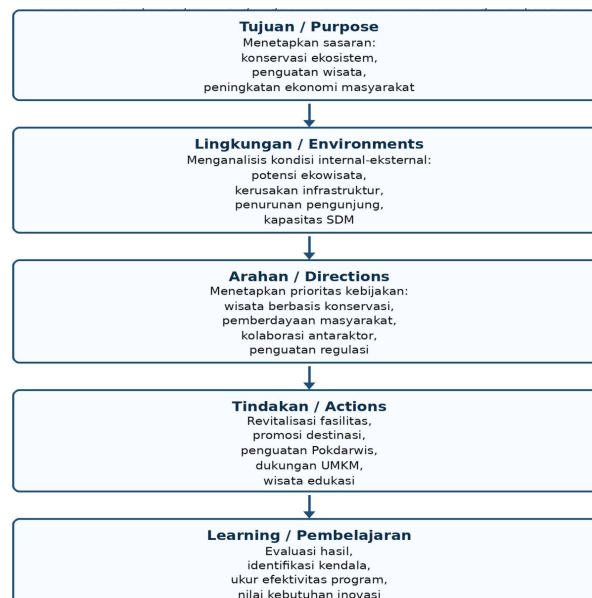 Tujuan / Purpose
Menetapkan sasaran:
konservasi ekosistem,
penguatan wisata,
peningkatan ekonomi masyarakat
Lingkungan / Environments
Menganalisis kondisi internal-eksternal:
potensi ekowisata,
kerusakan infrastruktur,
penurunan pengunjung,
kapasitas SDM
Arahan / Directions
Menetapkan prioritas kebijakan:
wisata berbasis konservasi,
pemberdayaan masyarakat,
kolaborasi antaraktor,
penguatan regulasi
Tindakan / Actions
Revitalisasi fasilitas,
promosi destinasi,
penguatan Pokdarwis,
dukungan UMKM,
wisata edukasi
Learning / Pembelajaran
Evaluasi hasil,
identifikasi kendala,
ukur efektivitas program,
nilai kebutuhan inovasi